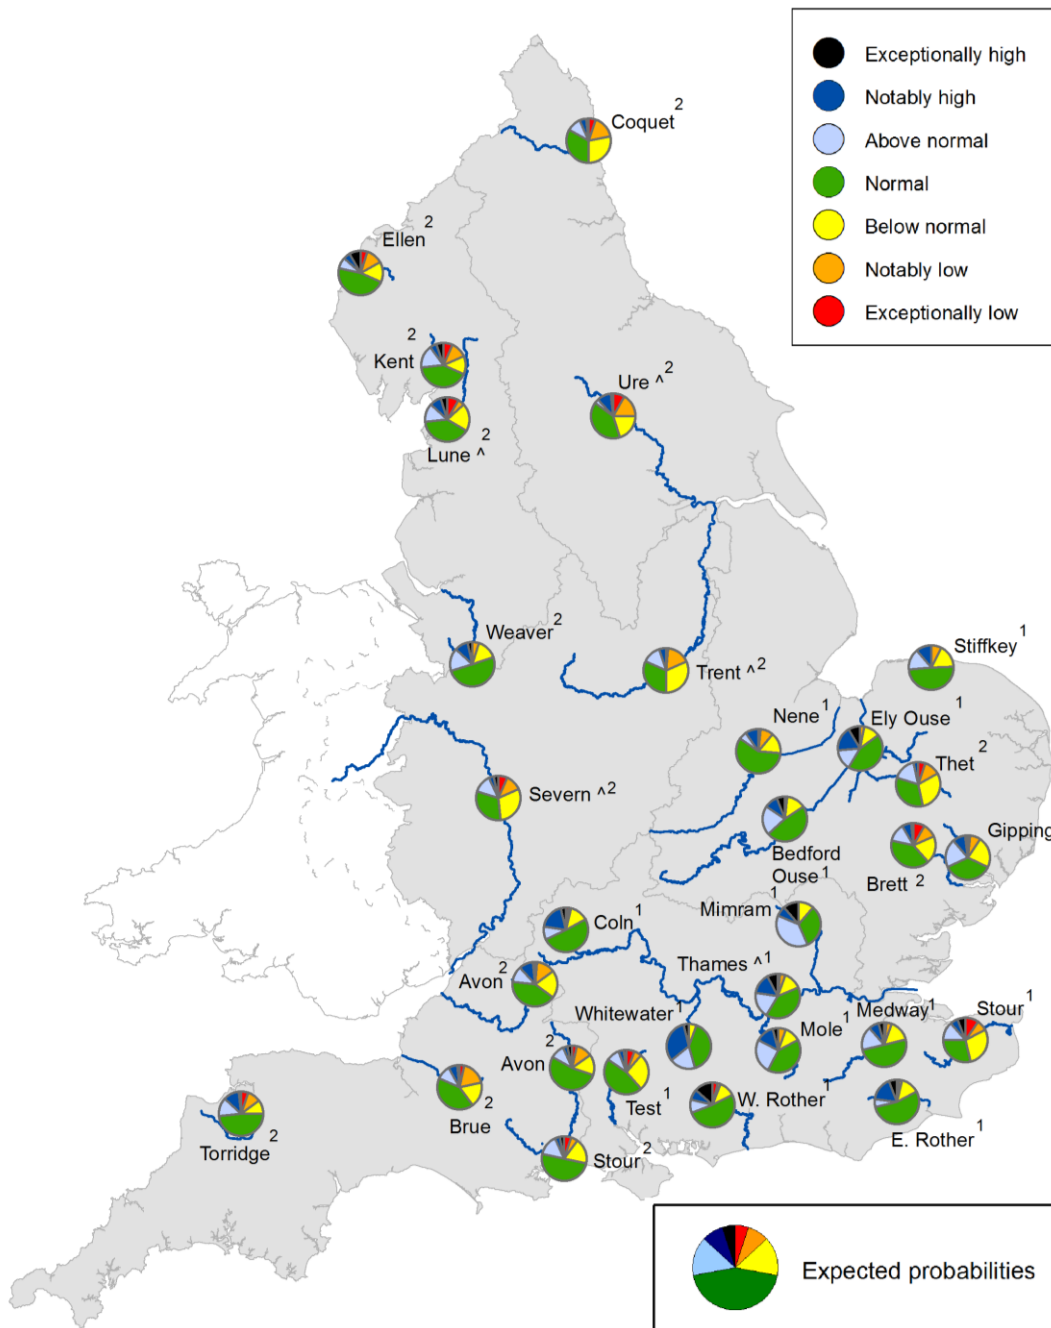 Exceptionally high
Notably high
Above normal
Normal
Below normal
Notably low
Exceptionally low
Coquet 2
Ellen 2
Kent 2
Ure ^ 2
Lune ^ 2
Weaver 2
Trent ^ 2
Stiffkey 1
Nene 1
Ely Ouse 1
Thet 2
Severn ^ 2
Gipping
Bedford
Ouse 1
Brett 2
Mimram 1
Coln 1
Thames ^ 1
Avon 2
Whitewater 1
Mole 1
Medway 1
Stour 1
Avon 2
Test 1
W. Rother 1
Brue 2
E. Rother 1
Torridge 2
Stour 2
Expected probabilities